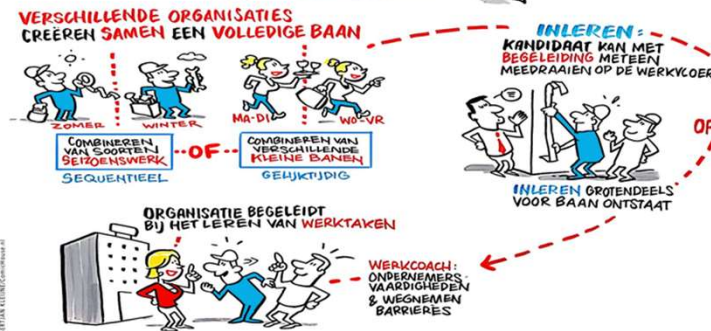 VERSCHILLENDE ORGANISATIES
CREËREN SAMEN EEN VOLLEDIGE BAAN
ZOMER
WINTER
MA-DI
WO-VR
COMBINEREN
VAN SOORTEN
SEIZOENSWERK
OF
COMBINEREN VAN
VERSCHILLENDE
KLEINE BANEN
SEQUENTIEEL
GELIJKTIJDIG
INLEREN:
KANDIDAAT KAN MET
BEGELEIDING METEEN
MEEDRAAIEN OP DE WERKVLOER
OF
INLEREN GROTENDEELS
VOOR BAAN ONTSTAAT
ORGANISATIE BEGELEIDT
BIJ HET LEREN VAN WERKTAKEN
WERKCOACH:
ONDERNEMERS-
VAARDIGHEDEN
& WEGNEMEN
BARRIERES